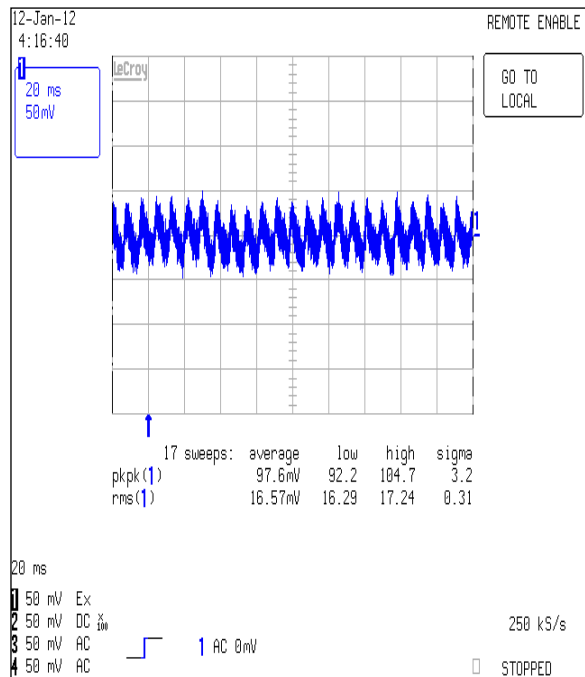 12-Jan-12
4:16:40
REMOTE ENABLE
1
20 ms
50mV
LeCroy
GO TO
LOCAL
1
17 sweeps: average low high sigma
pkpk(1) 97.6mV 92.2 104.7 3.2
rms(1) 16.57mV 16.29 17.24 0.31
20 ms
1 50 mV Ex
2 50 mV DC X100
3 50 mV AC
4 50 mV AC
1 AC 0mV
250 kS/s
STOPPED